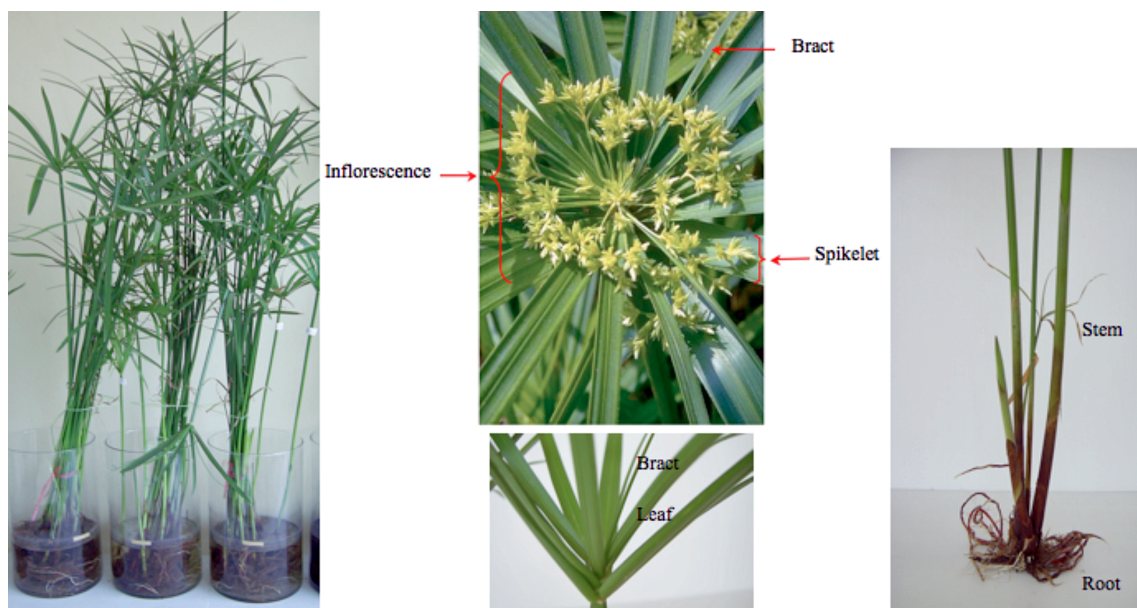 Bract
Inflorescence
Spikelet
Bract
Leaf
Stem
Root